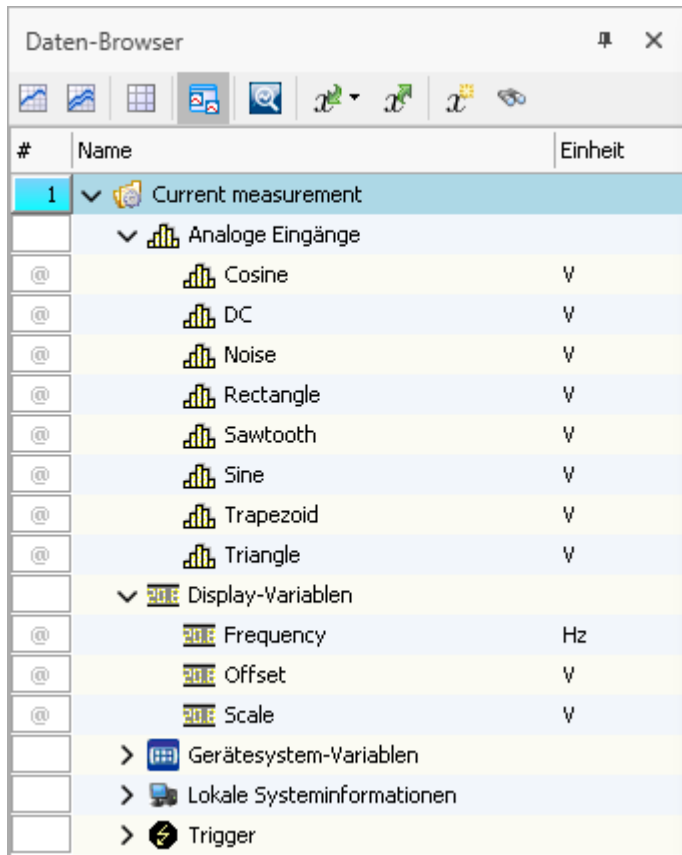 Daten-Browser
# Name Einheit
1 Current measurement
Analoge Eingänge
@ Cosine V
@ DC V
@ Noise V
@ Rectangle V
@ Sawtooth V
@ Sine V
@ Trapezoid V
@ Triangle V
Display-Variablen
@ Frequency Hz
@ Offset V
@ Scale V
Gerätesystem-Variablen
Lokale Systeminformationen
Trigger